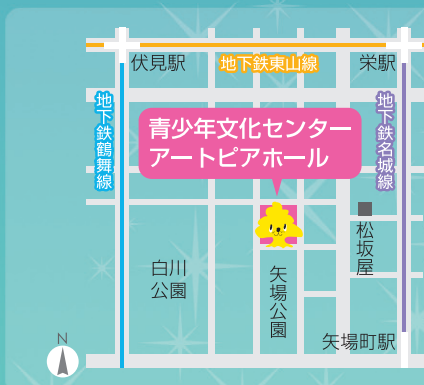 伏見駅
地下鉄東山線
栄駅
地下鉄鶴舞線
青少年文化センター
アートピアホール
地下鉄名城線
松坂屋
白川
公園
矢場公園
矢場町駅
N